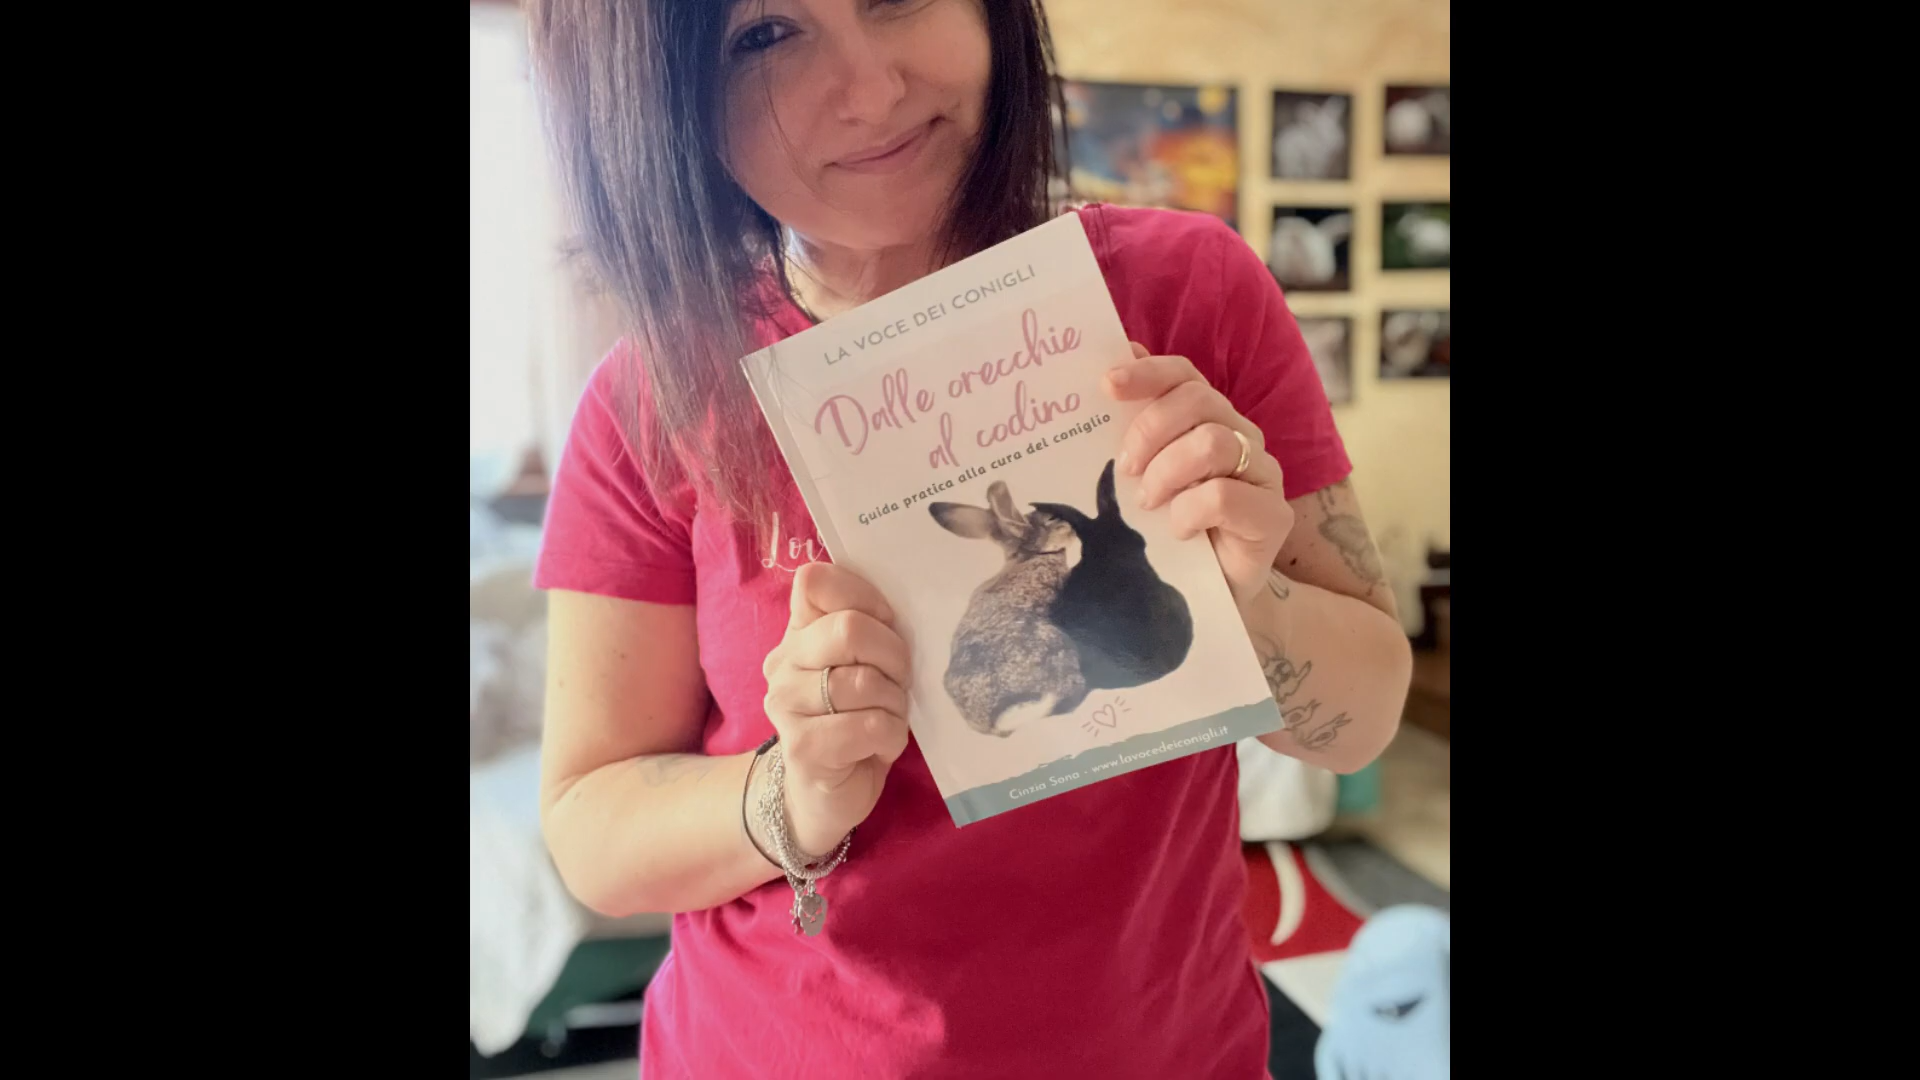 LA VOCE DEI CONIGLI
Dalle orecchie
al codino
Guida pratica alla cura del coniglio
Cinzia Sona - www.lavocedeiconigli.it